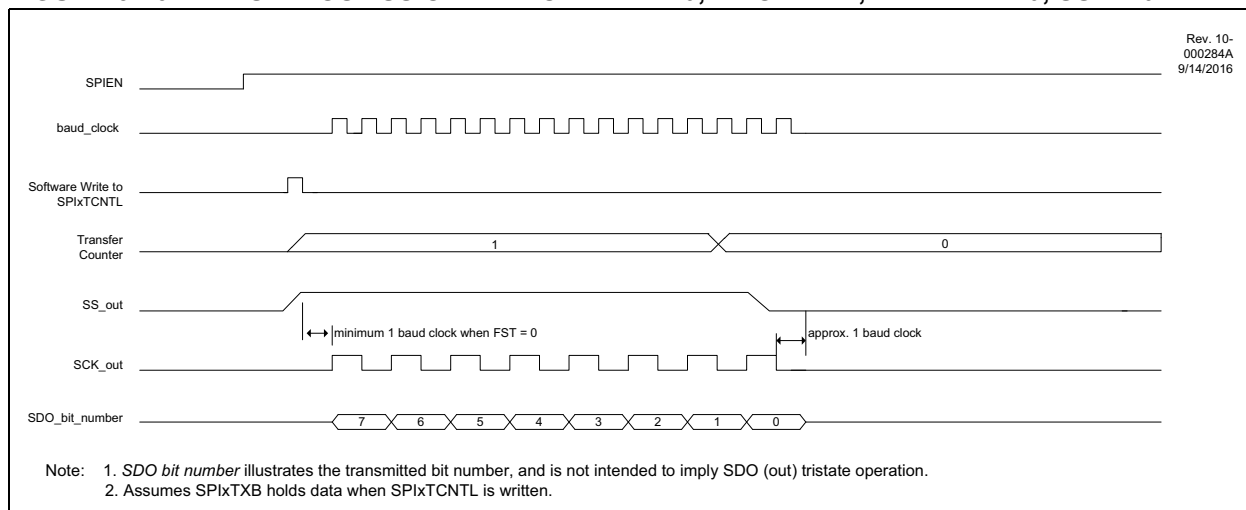 Rev. 10-
000284A
9/14/2016
SPIEN
baud_clock
Software Write to
SPIxTCNTL
Transfer
Counter
1
0
SS_out
minimum 1 baud clock when FST = 0
approx. 1 baud clock
SCK_out
SDO_bit_number
7 6 5 4 3 2 1 0
Note: 1. SDO bit number illustrates the transmitted bit number, and is not intended to imply SDO (out) tristate operation.
2. Assumes SPIxTXB holds data when SPIxTCNTL is written.